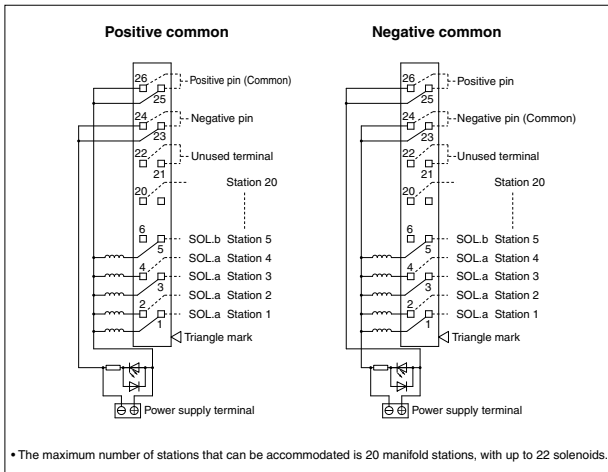 Positive common
26
Positive pin (Common)
25
24
Negative pin
23
22
Unused terminal
21
Station 20
20
6
SOL.b Station 5
5
SOL.a Station 4
4
SOL.a Station 3
3
SOL.a Station 2
2
SOL.a Station 1
1
Triangle mark
⊖ ⊕
Power supply terminal
Negative common
26
Positive pin
25
24
Negative pin (Common)
23
22
Unused terminal
21
Station 20
20
6
SOL.b Station 5
5
SOL.a Station 4
4
SOL.a Station 3
3
SOL.a Station 2
2
SOL.a Station 1
1
Triangle mark
⊖ ⊕
Power supply terminal
• The maximum number of stations that can be accommodated is 20 manifold stations, with up to 22 solenoids.